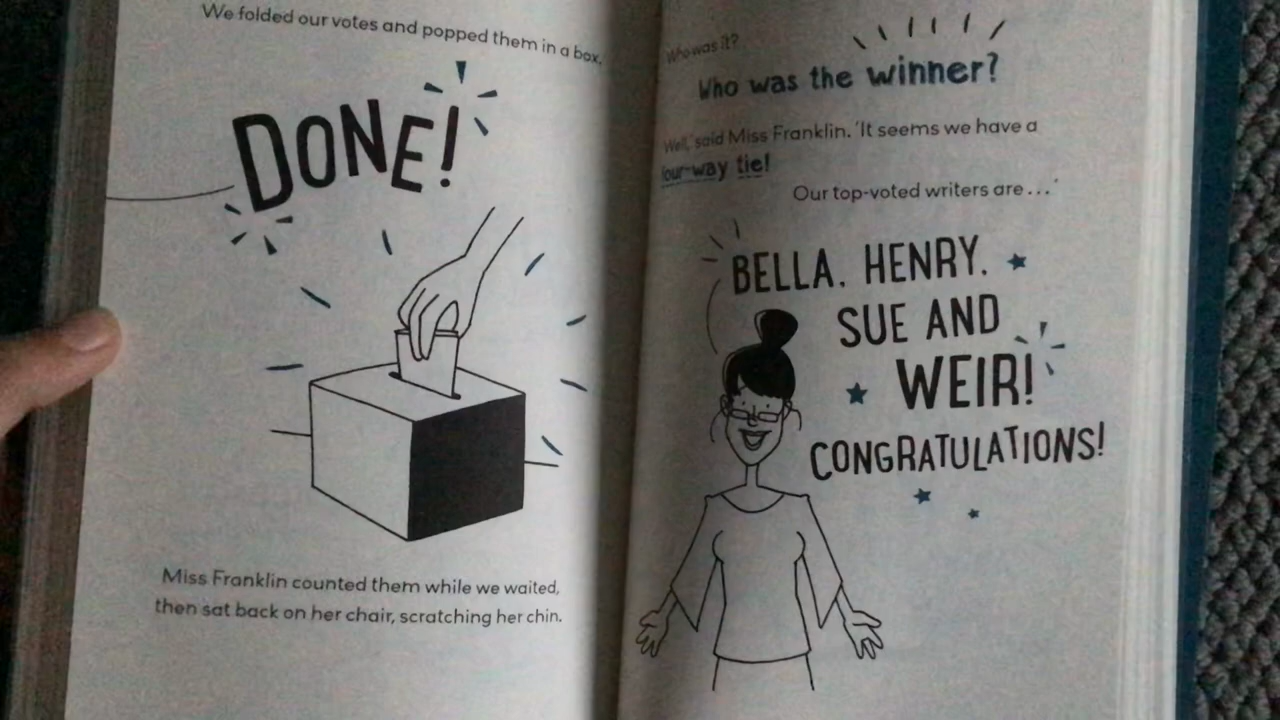 We folded our votes and popped them in a box.
DONE!
Miss Franklin counted them while we waited,
then sat back on her chair, scratching her chin.
Who was it?
Who was the winner?
Well,' said Miss Franklin. 'It seems we have a
four-way tie!
Our top-voted writers are ...'
BELLA, HENRY,
SUE AND
WEIR!
CONGRATULATIONS!